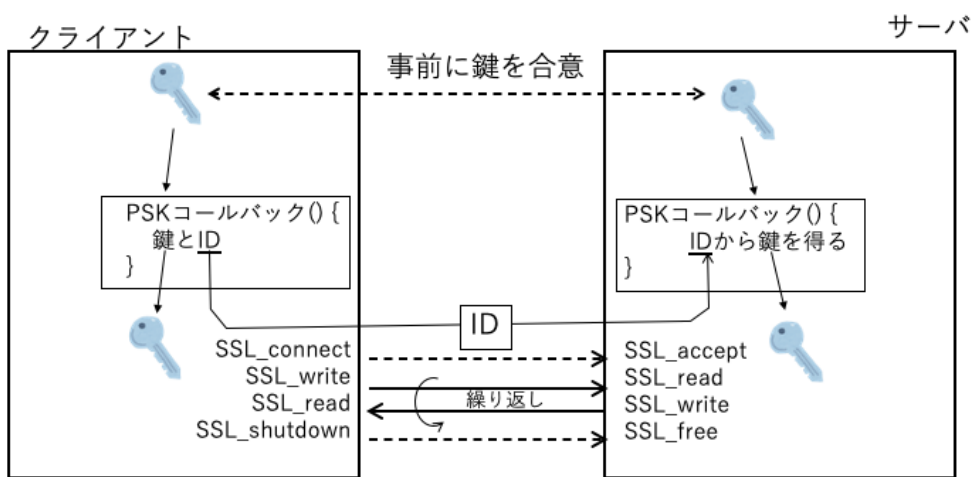 クライアント
サーバ
事前に鍵を合意
PSKコールバック() {
鍵とID
}
PSKコールバック() {
IDから鍵を得る
}
ID
SSL_connect
SSL_write
SSL_read
SSL_shutdown
繰り返し
SSL_accept
SSL_read
SSL_write
SSL_free